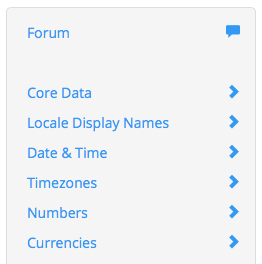 Forum
Core Data
Locale Display Names
Date & Time
Timezones
Numbers
Currencies